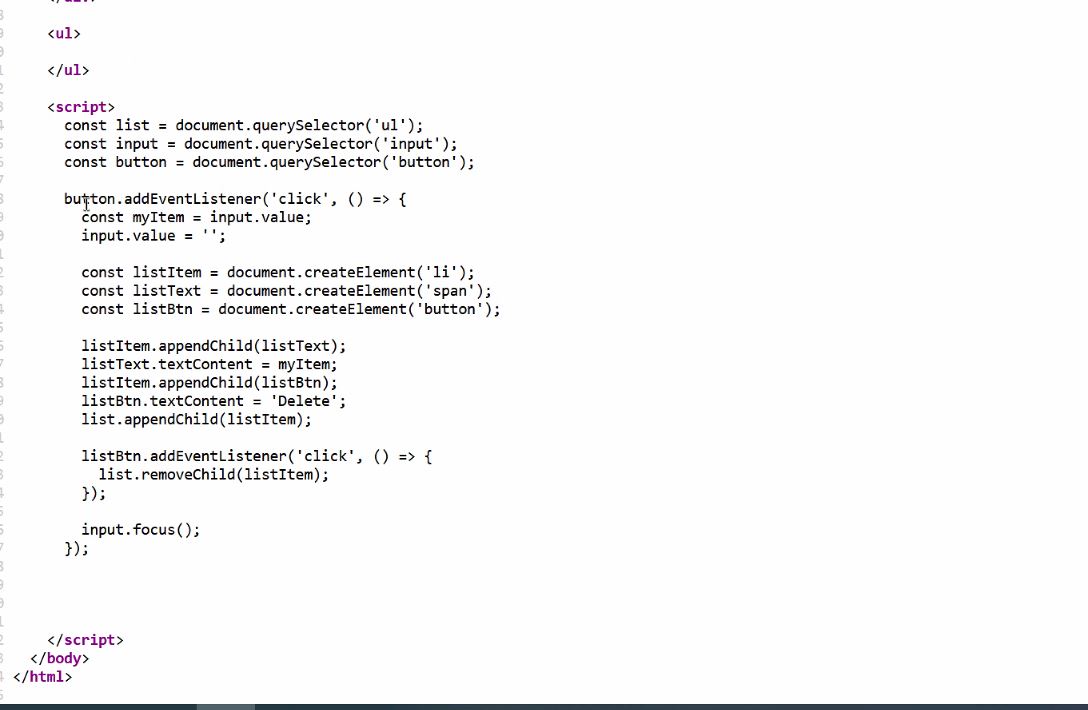 <ul>
</ul>
<script>
const list = document.querySelector('ul');
const input = document.querySelector('input');
const button = document.querySelector('button');
button.addEventListener('click', () => {
const myItem = input.value;
input.value = '';
const listItem = document.createElement('li');
const listText = document.createElement('span');
const listBtn = document.createElement('button');
listItem.appendChild(listText);
listText.textContent = myItem;
listItem.appendChild(listBtn);
listBtn.textContent = 'Delete';
list.appendChild(listItem);
listBtn.addEventListener('click', () => {
list.removeChild(listItem);
});
input.focus();
});
</script>
</body>
</html>